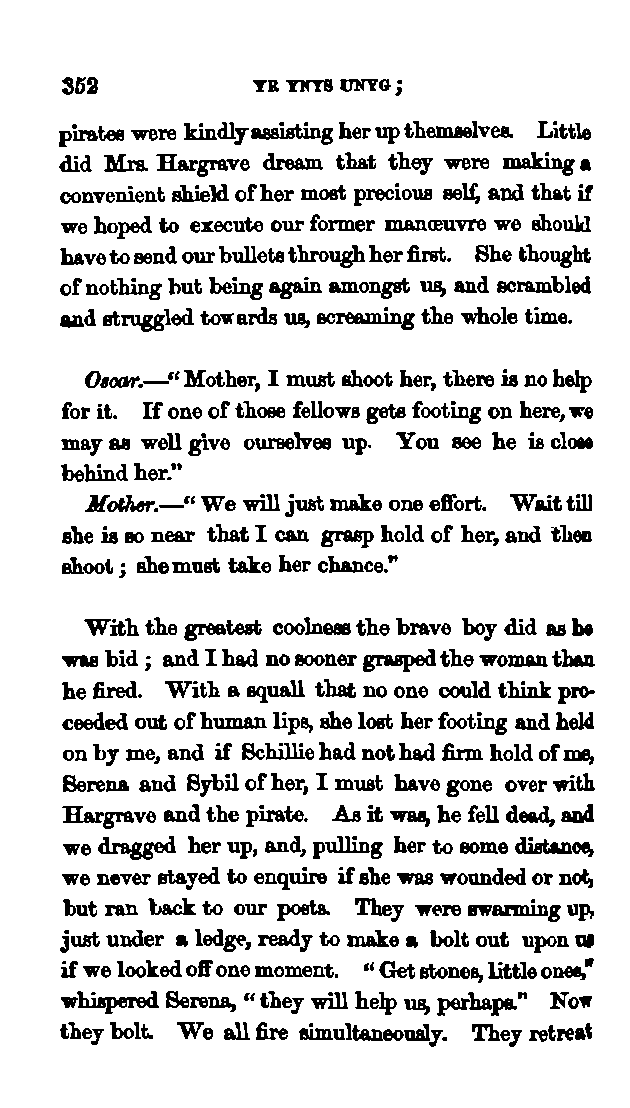 352 YR YNYS UNYG;
pirates were kindly assisting her up themselves. Little
did Mrs. Hargrave dream that they were making a
convenient shield of her most precious self, and that if
we hoped to execute our former manœuvre we should
have to send our bullets through her first. She thought
of nothing but being again amongst us, and scrambled
and struggled towards us, screaming the whole time.
Oscar.—“Mother, I must shoot her, there is no help
for it. If one of those fellows gets footing on here, we
may as well give ourselves up. You see he is close
behind her.”
Mother.—“We will just make one effort. Wait till
she is so near that I can grasp hold of her, and then
shoot; she must take her chance.”
With the greatest coolness the brave boy did as he
was bid; and I had no sooner grasped the woman than
he fired. With a squall that no one could think pro-
ceeded out of human lips, she lost her footing and held
on by me, and if Schillie had not had firm hold of me,
Serena and Sybil of her, I must have gone over with
Hargrave and the pirate. As it was, he fell dead, and
we dragged her up, and, pulling her to some distance,
we never stayed to enquire if she was wounded or not,
but ran back to our posts. They were swarming up,
just under a ledge, ready to make a bolt out upon us
if we looked off one moment. “Get stones, little ones,”
whispered Serena, “they will help us, perhaps.” Now
they bolt. We all fire simultaneously. They retreat